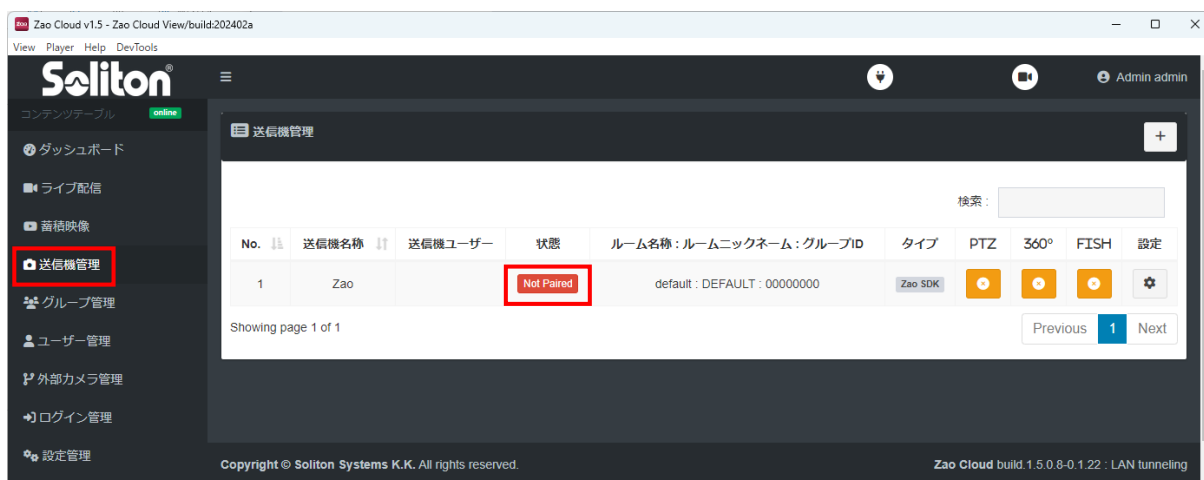 Zao Cloud v1.5 - Zao Cloud View/build:202402a
View Player Help DevTools
Soliton®
Admin admin
コンテンツテーブル online
ダッシュボード
ライブ配信
蓄積映像
送信機管理
グループ管理
ユーザー管理
外部カメラ管理
ログイン管理
設定管理
送信機管理
+
検索 :
No. 送信機名称 送信機ユーザー 状態 ルーム名称 : ルームニックネーム : グループID タイプ PTZ 360° FISH 設定
1 Zao Not Paired default : DEFAULT : 00000000 Zao SDK
Showing page 1 of 1
Previous 1 Next
Copyright © Soliton Systems K.K. All rights reserved.
Zao Cloud build.1.5.0.8-0.1.22 : LAN tunneling